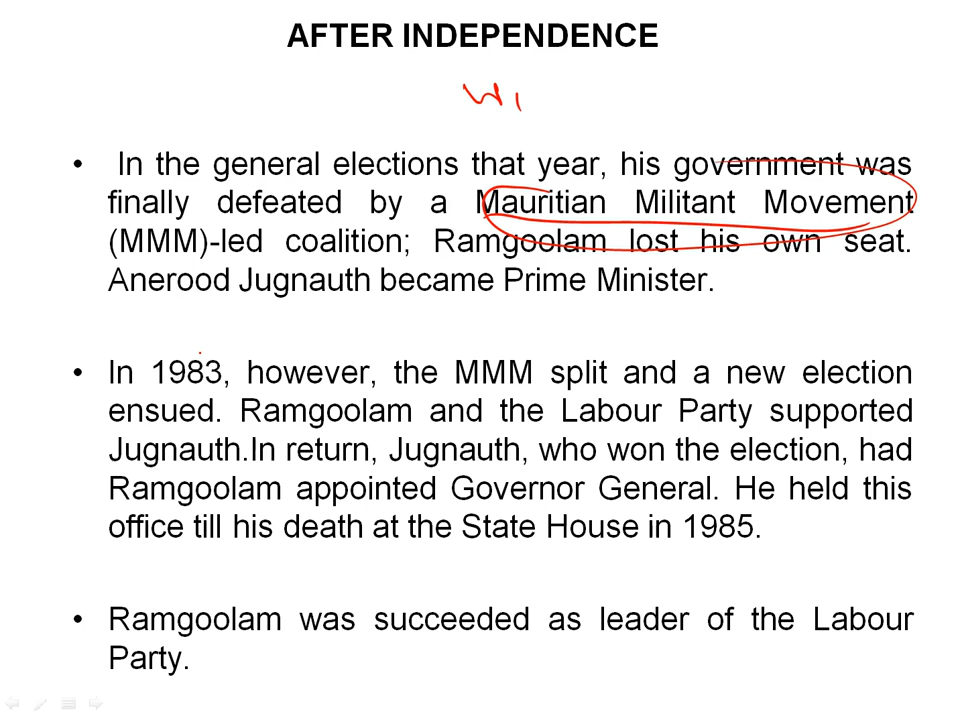 AFTER INDEPENDENCE
• In the general elections that year, his government was
finally defeated by a Mauritian Militant Movement
(MMM)-led coalition; Ramgoolam lost his own seat.
Anerood Jugnauth became Prime Minister.
• In 1983, however, the MMM split and a new election
ensued. Ramgoolam and the Labour Party supported
Jugnauth.In return, Jugnauth, who won the election, had
Ramgoolam appointed Governor General. He held this
office till his death at the State House in 1985.
• Ramgoolam was succeeded as leader of the Labour
Party.